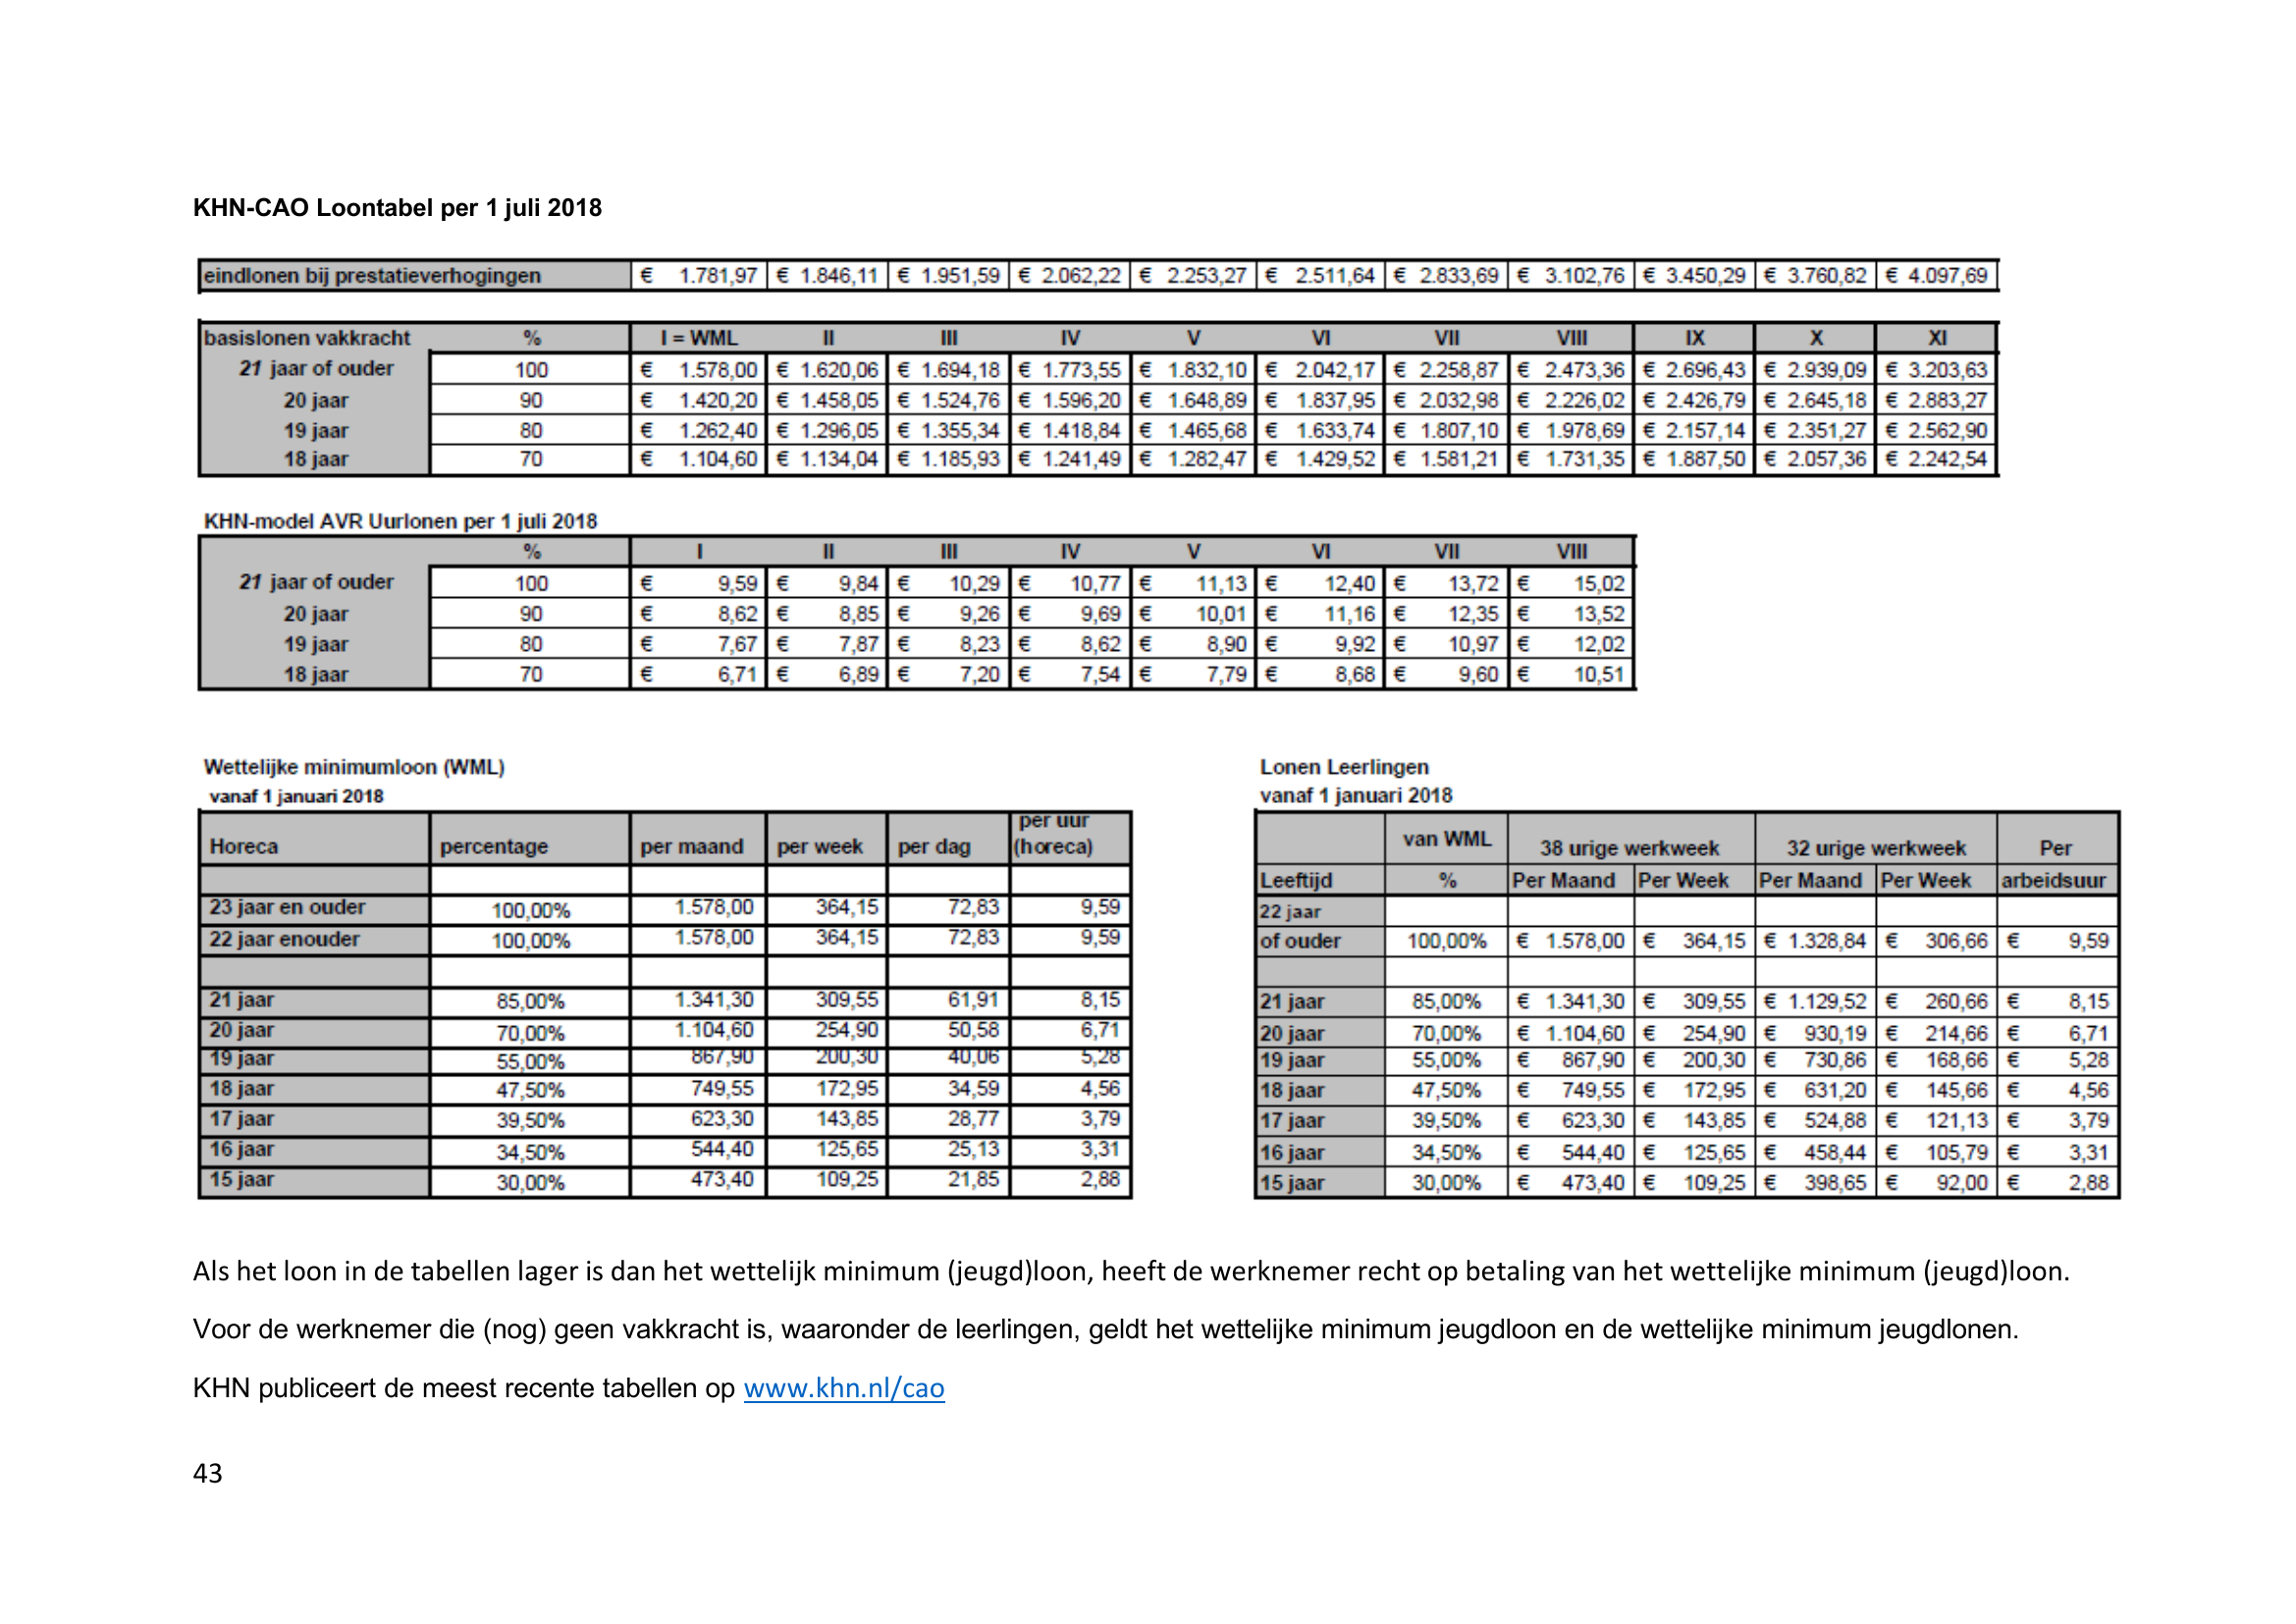 KHN-CAO Loontabel per 1 juli 2018
eindlonen bij prestatieverhogingen € 1.781,97 € 1.846,11 € 1.951,59 € 2.062,22 € 2.253,27 € 2.511,64 € 2.833,69 € 3.102,76 € 3.450,29 € 3.760,82 € 4.097,69
basislonen vakkracht % I = WML II III IV V VI VII VIII IX X XI
21 jaar of ouder 100 € 1.578,00 € 1.620,06 € 1.694,18 € 1.773,55 € 1.832,10 € 2.042,17 € 2.258,87 € 2.473,36 € 2.696,43 € 2.939,09 € 3.203,63
20 jaar 90 € 1.420,20 € 1.458,05 € 1.524,76 € 1.596,20 € 1.648,89 € 1.837,95 € 2.032,98 € 2.226,02 € 2.426,79 € 2.645,18 € 2.883,27
19 jaar 80 € 1.262,40 € 1.296,05 € 1.355,34 € 1.418,84 € 1.465,68 € 1.633,74 € 1.807,10 € 1.978,69 € 2.157,14 € 2.351,27 € 2.562,90
18 jaar 70 € 1.104,60 € 1.134,04 € 1.185,93 € 1.241,49 € 1.282,47 € 1.429,52 € 1.581,21 € 1.731,35 € 1.887,50 € 2.057,36 € 2.242,54
KHN-model AVR Uurlonen per 1 juli 2018
% I II III IV V VI VII VIII
21 jaar of ouder 100 € 9,59 € 9,84 € 10,29 € 10,77 € 11,13 € 12,40 € 13,72 € 15,02
20 jaar 90 € 8,62 € 8,85 € 9,26 € 9,69 € 10,01 € 11,16 € 12,35 € 13,52
19 jaar 80 € 7,67 € 7,87 € 8,23 € 8,62 € 8,90 € 9,92 € 10,97 € 12,02
18 jaar 70 € 6,71 € 6,89 € 7,20 € 7,54 € 7,79 € 8,68 € 9,60 € 10,51
Wettelijke minimumloon (WML)
vanaf 1 januari 2018
per uur
Horeca percentage per maand per week per dag (horeca)
23 jaar en ouder 100,00% 1.578,00 364,15 72,83 9,59
22 jaar enouder 100,00% 1.578,00 364,15 72,83 9,59
21 jaar 85,00% 1.341,30 309,55 61,91 8,15
20 jaar 70,00% 1.104,60 254,90 50,58 6,71
19 jaar 55,00% 867,90 200,30 40,06 5,28
18 jaar 47,50% 749,55 172,95 34,59 4,56
17 jaar 39,50% 623,30 143,85 28,77 3,79
16 jaar 34,50% 544,40 125,65 25,13 3,31
15 jaar 30,00% 473,40 109,25 21,85 2,88
Lonen Leerlingen
vanaf 1 januari 2018
van WML 38 urige werkweek 32 urige werkweek Per
Leeftijd % Per Maand Per Week Per Maand Per Week arbeidsuur
22 jaar
of ouder 100,00% € 1.578,00 € 364,15 € 1.328,84 € 306,66 € 9,59
21 jaar 85,00% € 1.341,30 € 309,55 € 1.129,52 € 260,66 € 8,15
20 jaar 70,00% € 1.104,60 € 254,90 € 930,19 € 214,66 € 6,71
19 jaar 55,00% € 867,90 € 200,30 € 730,86 € 168,66 € 5,28
18 jaar 47,50% € 749,55 € 172,95 € 631,20 € 145,66 € 4,56
17 jaar 39,50% € 623,30 € 143,85 € 524,88 € 121,13 € 3,79
16 jaar 34,50% € 544,40 € 125,65 € 458,44 € 105,79 € 3,31
15 jaar 30,00% € 473,40 € 109,25 € 398,65 € 92,00 € 2,88
Als het loon in de tabellen lager is dan het wettelijk minimum (jeugd)loon, heeft de werknemer recht op betaling van het wettelijke minimum (jeugd)loon.
Voor de werknemer die (nog) geen vakkracht is, waaronder de leerlingen, geldt het wettelijke minimum jeugdloon en de wettelijke minimum jeugdlonen.
KHN publiceert de meest recente tabellen op www.khn.nl/cao
43